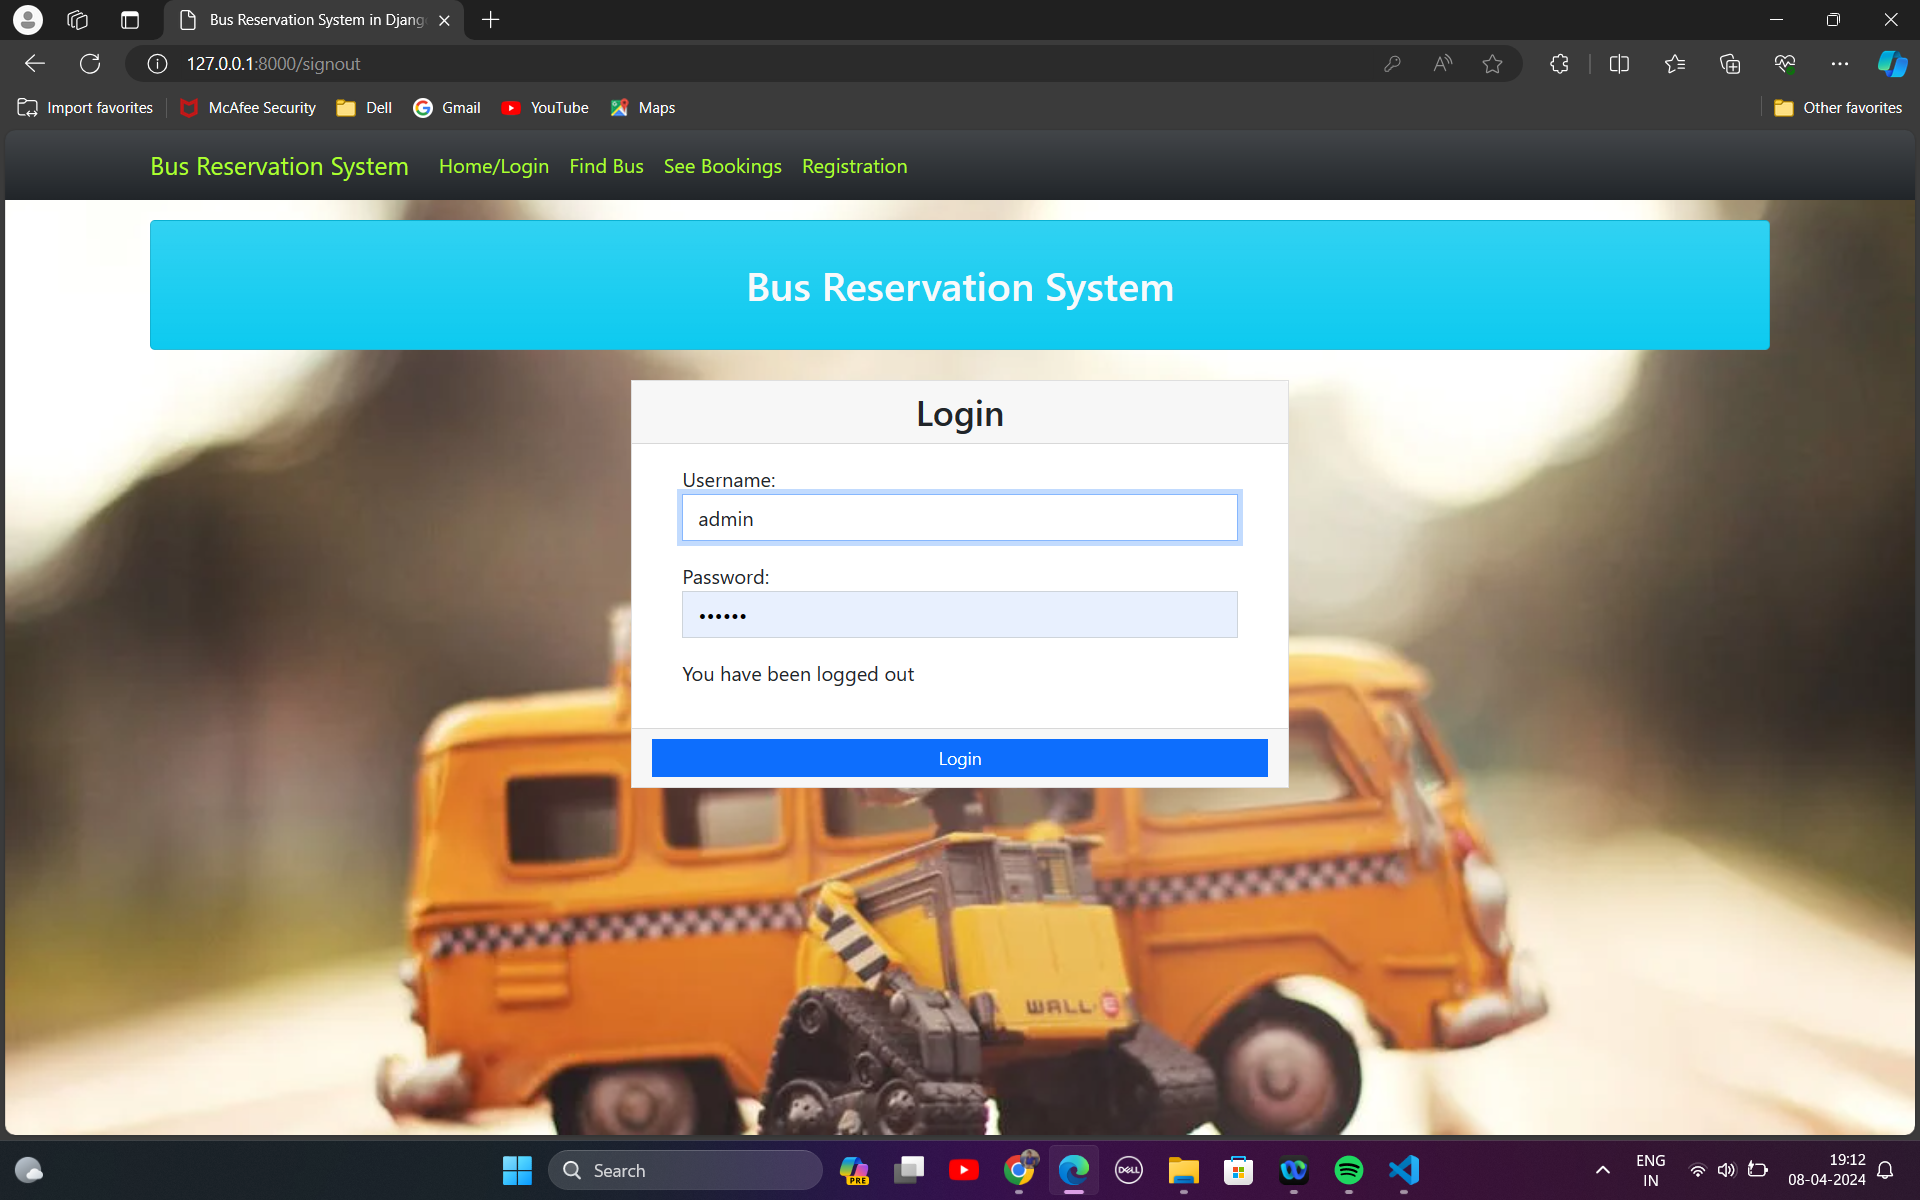 Bus Reservation System in Djang
127.0.0.1:8000/signout
Import favorites
McAfee Security
Dell
Gmail
YouTube
Maps
Other favorites
Bus Reservation System
Home/Login
Find Bus
See Bookings
Registration
Bus Reservation System
Login
Username:
admin
Password:
••••••
You have been logged out
Login
WALL•E
Search
PRE
DELL
ENG
IN
19:12
08-04-2024